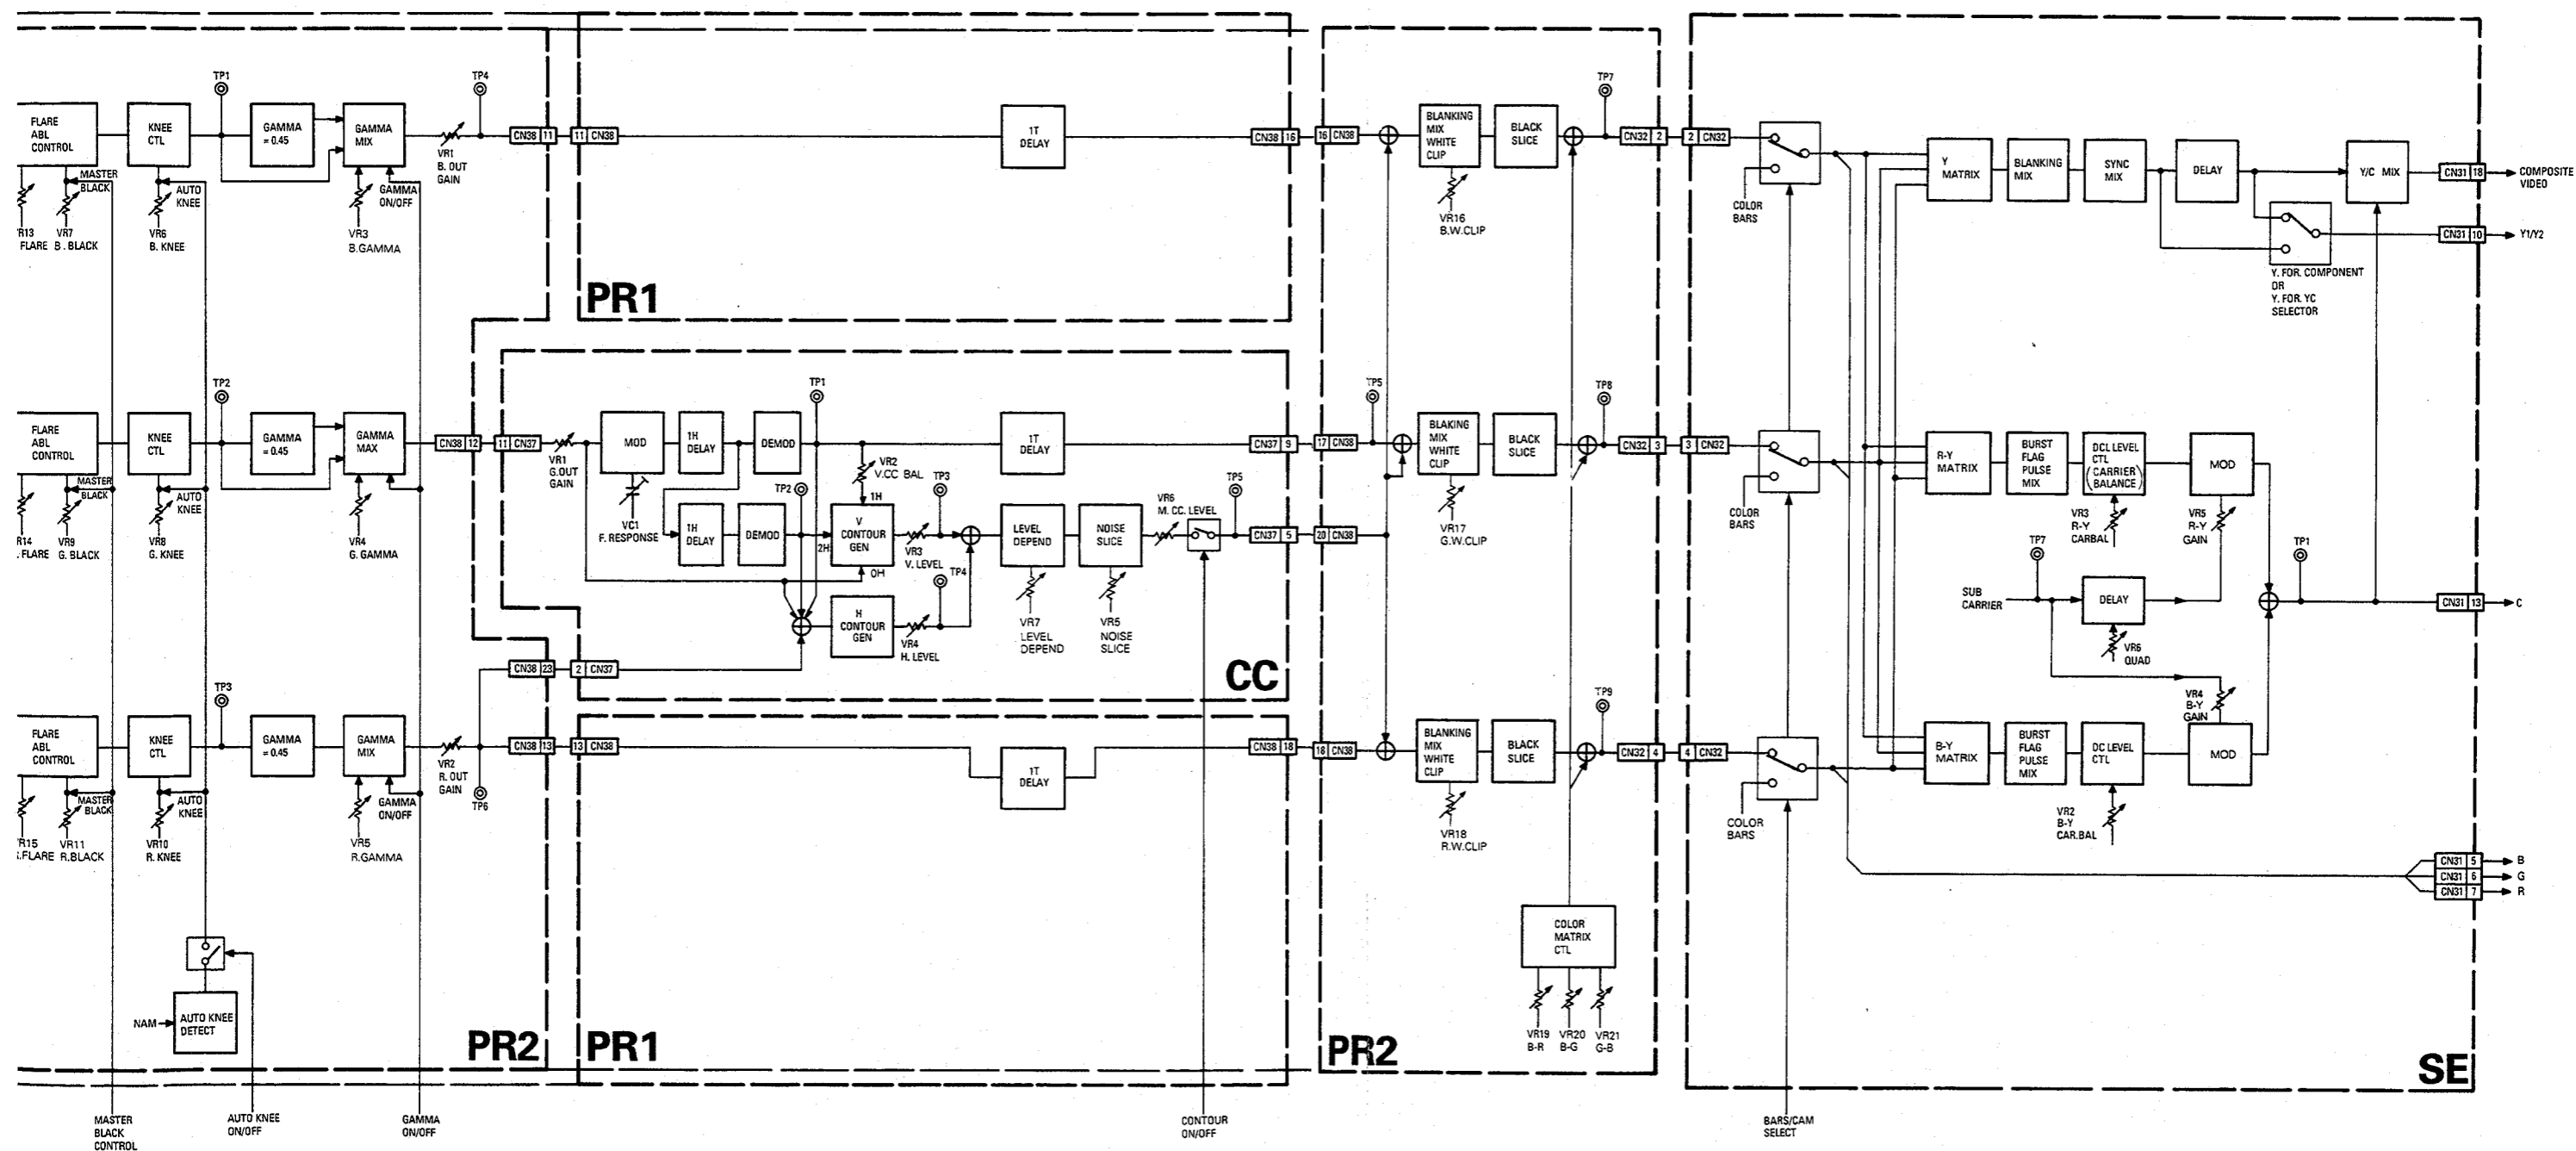 TP1
TP4
FLARE
ABL
CONTROL
KNEE
CTL
GAMMA
= 0.45
GAMMA
MIX
VR1
B. OUT
GAIN
CN38 11
11 CN38
MASTER
BLACK
AUTO
KNEE
GAMMA
ON/OFF
R13
FLARE
VR7
B . BLACK
VR6
B. KNEE
VR3
B.GAMMA
1T
DELAY
CN38 16
PR1
16 CN38
BLANKING
MIX
WHITE
CLIP
BLACK
SLICE
TP7
CN32 2
VR16
B.W.CLIP
2 CN32
COLOR
BARS
Y
MATRIX
BLANKING
MIX
SYNC
MIX
DELAY
Y/C MIX
CN31 18
COMPOSITE
VIDEO
CN31 10
Y1/Y2
Y. FOR. COMPONENT
OR
Y. FOR. YC
SELECTOR
TP2
FLARE
ABL
CONTROL
KNEE
CTL
GAMMA
= 0.45
GAMMA
MAX
CN38 12
11 CN37
MASTER
BLACK
AUTO
KNEE
R14
. FLARE
VR9
G. BLACK
VR8
G. KNEE
VR4
G. GAMMA
VR1
G.OUT
GAIN
MOD
1H
DELAY
DEMOD
TP1
VC1
F. RESPONSE
1H
DELAY
DEMOD
TP2
VR2
V.CC BAL
1H
2H
0H
V
CONTOUR
GEN
TP3
VR3
V. LEVEL
TP4
H
CONTOUR
GEN
VR4
H. LEVEL
1T
DELAY
LEVEL
DEPEND
NOISE
SLICE
VR7
LEVEL
DEPEND
VR5
NOISE
SLICE
VR6
M. CC. LEVEL
TP5
CN37 9
CN37 5
CC
CN38 23
2 CN37
17 CN38
20 CN38
TP5
BLAKING
MIX
WHITE
CLIP
BLACK
SLICE
TP8
CN32 3
VR17
G.W.CLIP
3 CN32
COLOR
BARS
R-Y
MATRIX
BURST
FLAG
PULSE
MIX
DCL LEVEL
CTL
(CARRIER
BALANCE)
MOD
VR3
R-Y
CARBAL
VR5
R-Y
GAIN
TP7
SUB
CARRIER
DELAY
VR6
QUAD
TP1
CN31 13
C
VR4
B-Y
GAIN
TP3
FLARE
ABL
CONTROL
KNEE
CTL
GAMMA
= 0.45
GAMMA
MIX
VR2
R. OUT
GAIN
TP6
CN38 13
13 CN38
MASTER
BLACK
AUTO
KNEE
GAMMA
ON/OFF
R15
.FLARE
VR11
R.BLACK
VR10
R. KNEE
VR5
R.GAMMA
1T
DELAY
CN38 18
18 CN38
BLANKING
MIX
WHITE
CLIP
BLACK
SLICE
TP9
CN32 4
VR18
R.W.CLIP
4 CN32
COLOR
BARS
B-Y
MATRIX
BURST
FLAG
PULSE
MIX
DC LEVEL
CTL
MOD
VR2
B-Y
CAR.BAL
CN31 5
B
CN31 6
G
CN31 7
R
COLOR
MATRIX
CTL
VR19
B-R
VR20
B-G
VR21
G-B
NAM
AUTO KNEE
DETECT
PR2
PR1
PR2
SE
MASTER
BLACK
CONTROL
AUTO KNEE
ON/OFF
GAMMA
ON/OFF
CONTOUR
ON/OFF
BARS/CAM
SELECT